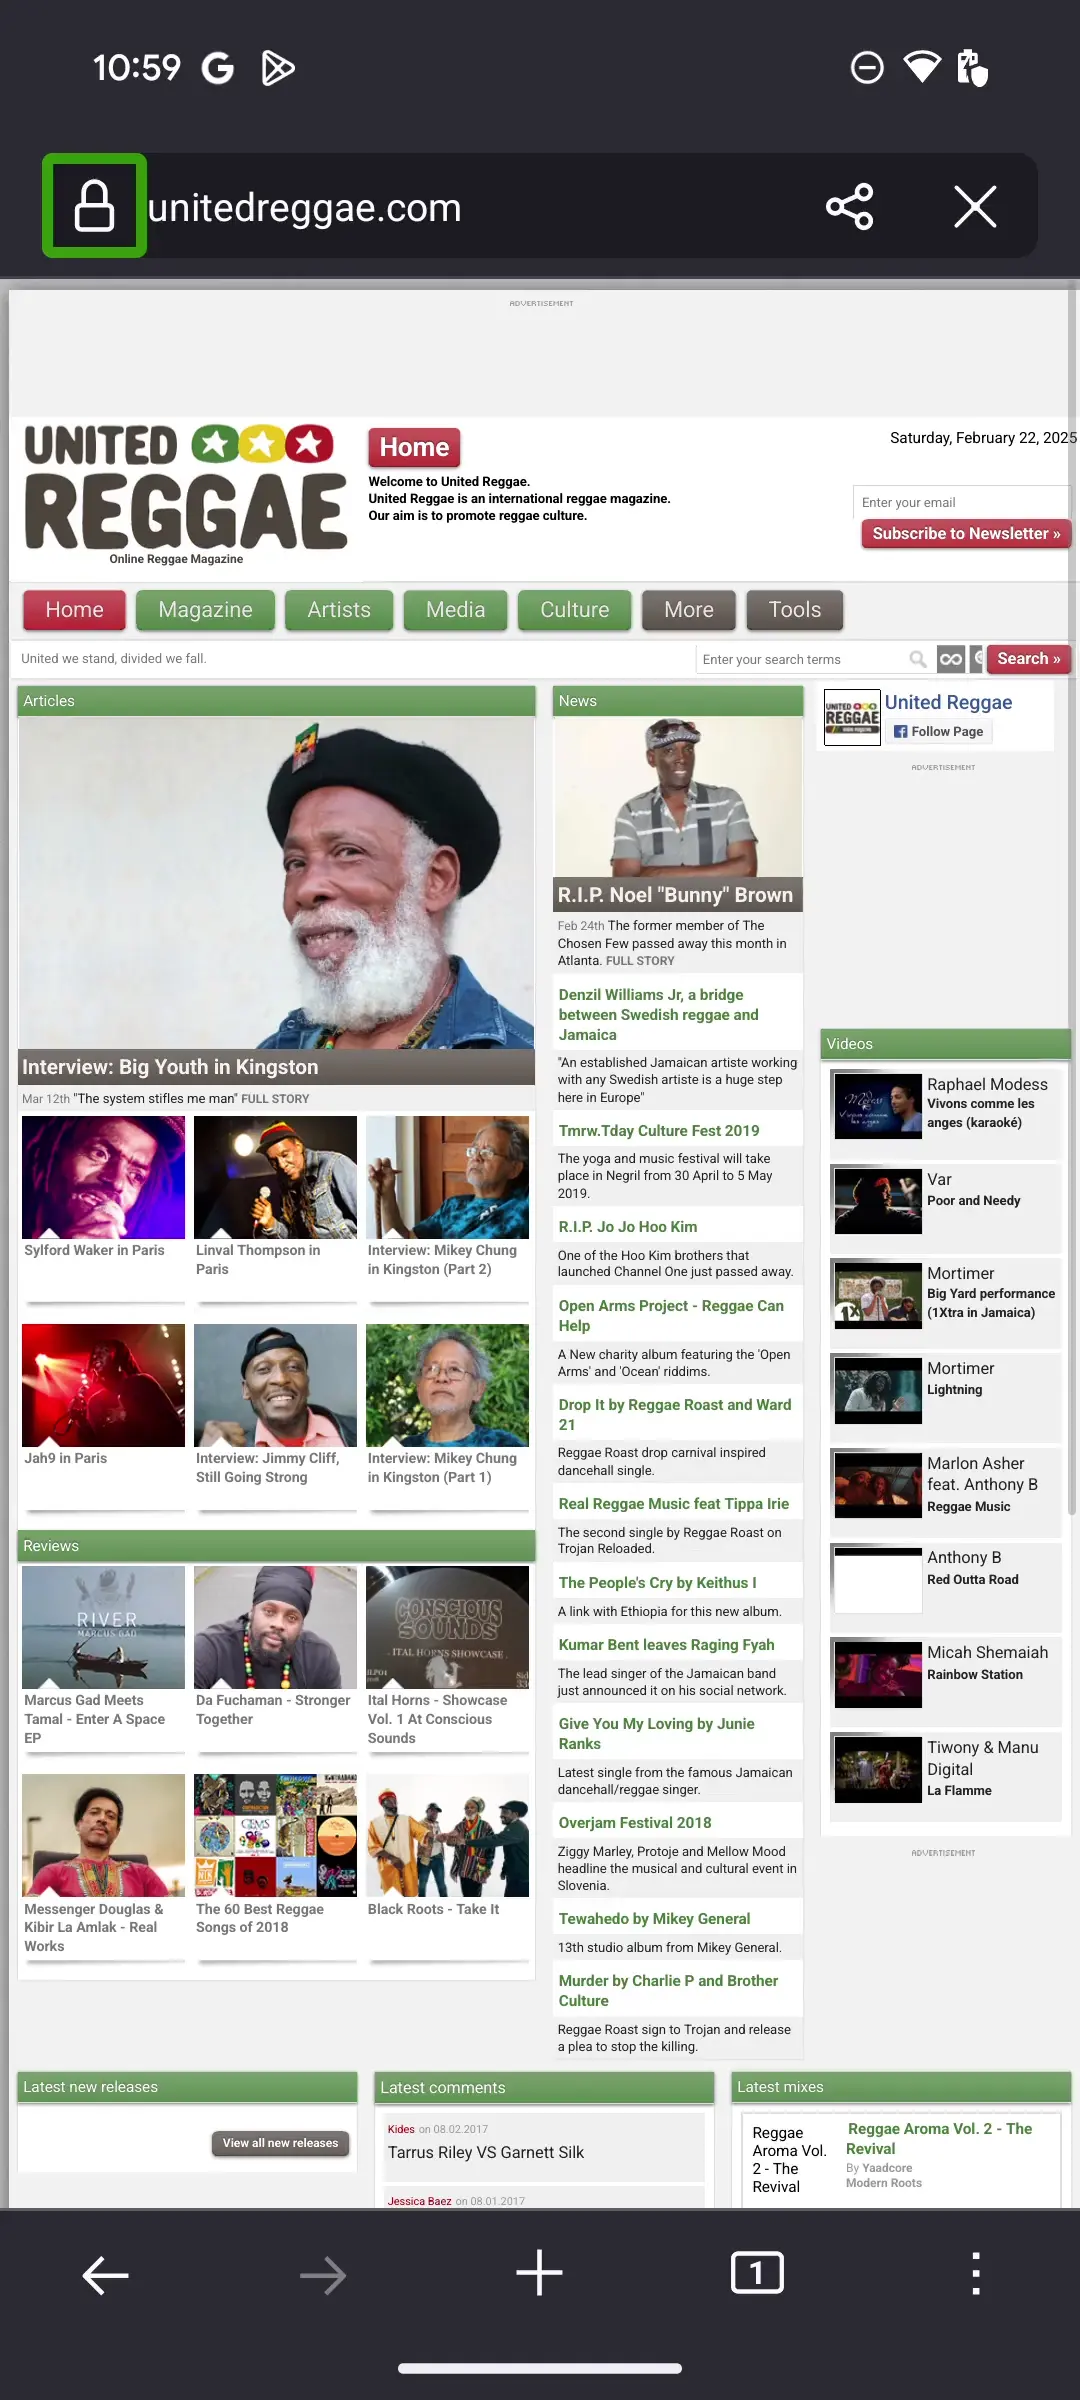 10:59
unitedreggae.com
ADVERTISEMENT
UNITED
REGGAE
Online Reggae Magazine
Home
Welcome to United Reggae.
United Reggae is an international reggae magazine.
Our aim is to promote reggae culture.
Saturday, February 22, 2025
Enter your email
Subscribe to Newsletter »
Home
Magazine
Artists
Media
Culture
More
Tools
United we stand, divided we fall.
Enter your search terms
Search »
Articles
Interview: Big Youth in Kingston
Mar 12th "The system stifles me man" FULL STORY
Sylford Waker in Paris
Linval Thompson in
Paris
Interview: Mikey Chung
in Kingston (Part 2)
Jah9 in Paris
Interview: Jimmy Cliff,
Still Going Strong
Interview: Mikey Chung
in Kingston (Part 1)
Reviews
RIVER
MARCUS GAD
CONSCIOUS
SOUNDS
ITAL HORNS SHOWCASE
Marcus Gad Meets
Tamal - Enter A Space
EP
Da Fuchaman - Stronger
Together
Ital Horns - Showcase
Vol. 1 At Conscious
Sounds
Messenger Douglas &
Kibir La Amlak - Real
Works
The 60 Best Reggae
Songs of 2018
Black Roots - Take It
News
R.I.P. Noel "Bunny" Brown
Feb 24th The former member of The
Chosen Few passed away this month in
Atlanta. FULL STORY
Denzil Williams Jr, a bridge
between Swedish reggae and
Jamaica
"An established Jamaican artiste working
with any Swedish artiste is a huge step
here in Europe"
Tmrw.Tday Culture Fest 2019
The yoga and music festival will take
place in Negril from 30 April to 5 May
2019.
R.I.P. Jo Jo Hoo Kim
One of the Hoo Kim brothers that
launched Channel One just passed away.
Open Arms Project - Reggae Can
Help
A New charity album featuring the 'Open
Arms' and 'Ocean' riddims.
Drop It by Reggae Roast and Ward
21
Reggae Roast drop carnival inspired
dancehall single.
Real Reggae Music feat Tippa Irie
The second single by Reggae Roast on
Trojan Reloaded.
The People's Cry by Keithus I
A link with Ethiopia for this new album.
Kumar Bent leaves Raging Fyah
The lead singer of the Jamaican band
just announced it on his social network.
Give You My Loving by Junie
Ranks
Latest single from the famous Jamaican
dancehall/reggae singer.
Overjam Festival 2018
Ziggy Marley, Protoje and Mellow Mood
headline the musical and cultural event in
Slovenia.
Tewahedo by Mikey General
13th studio album from Mikey General.
Murder by Charlie P and Brother
Culture
Reggae Roast sign to Trojan and release
a plea to stop the killing.
UNITED
REGGAE
United Reggae
Follow Page
ADVERTISEMENT
Videos
Raphael Modess
Vivons comme les
anges (karaoké)
Var
Poor and Needy
Mortimer
Big Yard performance
(1Xtra in Jamaica)
Mortimer
Lightning
Marlon Asher
feat. Anthony B
Reggae Music
Anthony B
Red Outta Road
Micah Shemaiah
Rainbow Station
Tiwony & Manu
Digital
La Flamme
ADVERTISEMENT
Latest new releases
View all new releases
Latest comments
Kides on 08.02.2017
Tarrus Riley VS Garnett Silk
Jessica Baez on 08.01.2017
Latest mixes
Reggae
Aroma Vol.
2 - The
Revival
Reggae Aroma Vol. 2 - The
Revival
By Yaadcore
Modern Roots
1